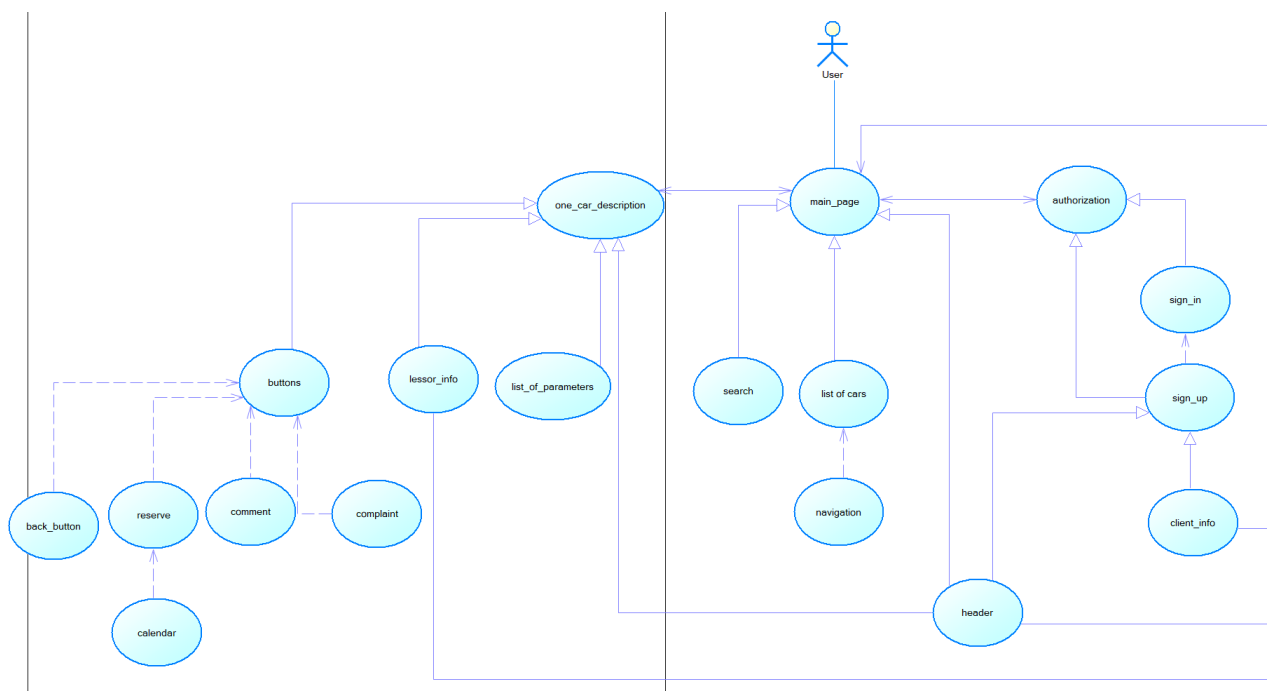 User
one_car_description
main_page
authorization
sign_in
buttons
lessor_info
list_of_parameters
search
list of cars
sign_up
back_button
reserve
comment
complaint
navigation
client_info
calendar
header